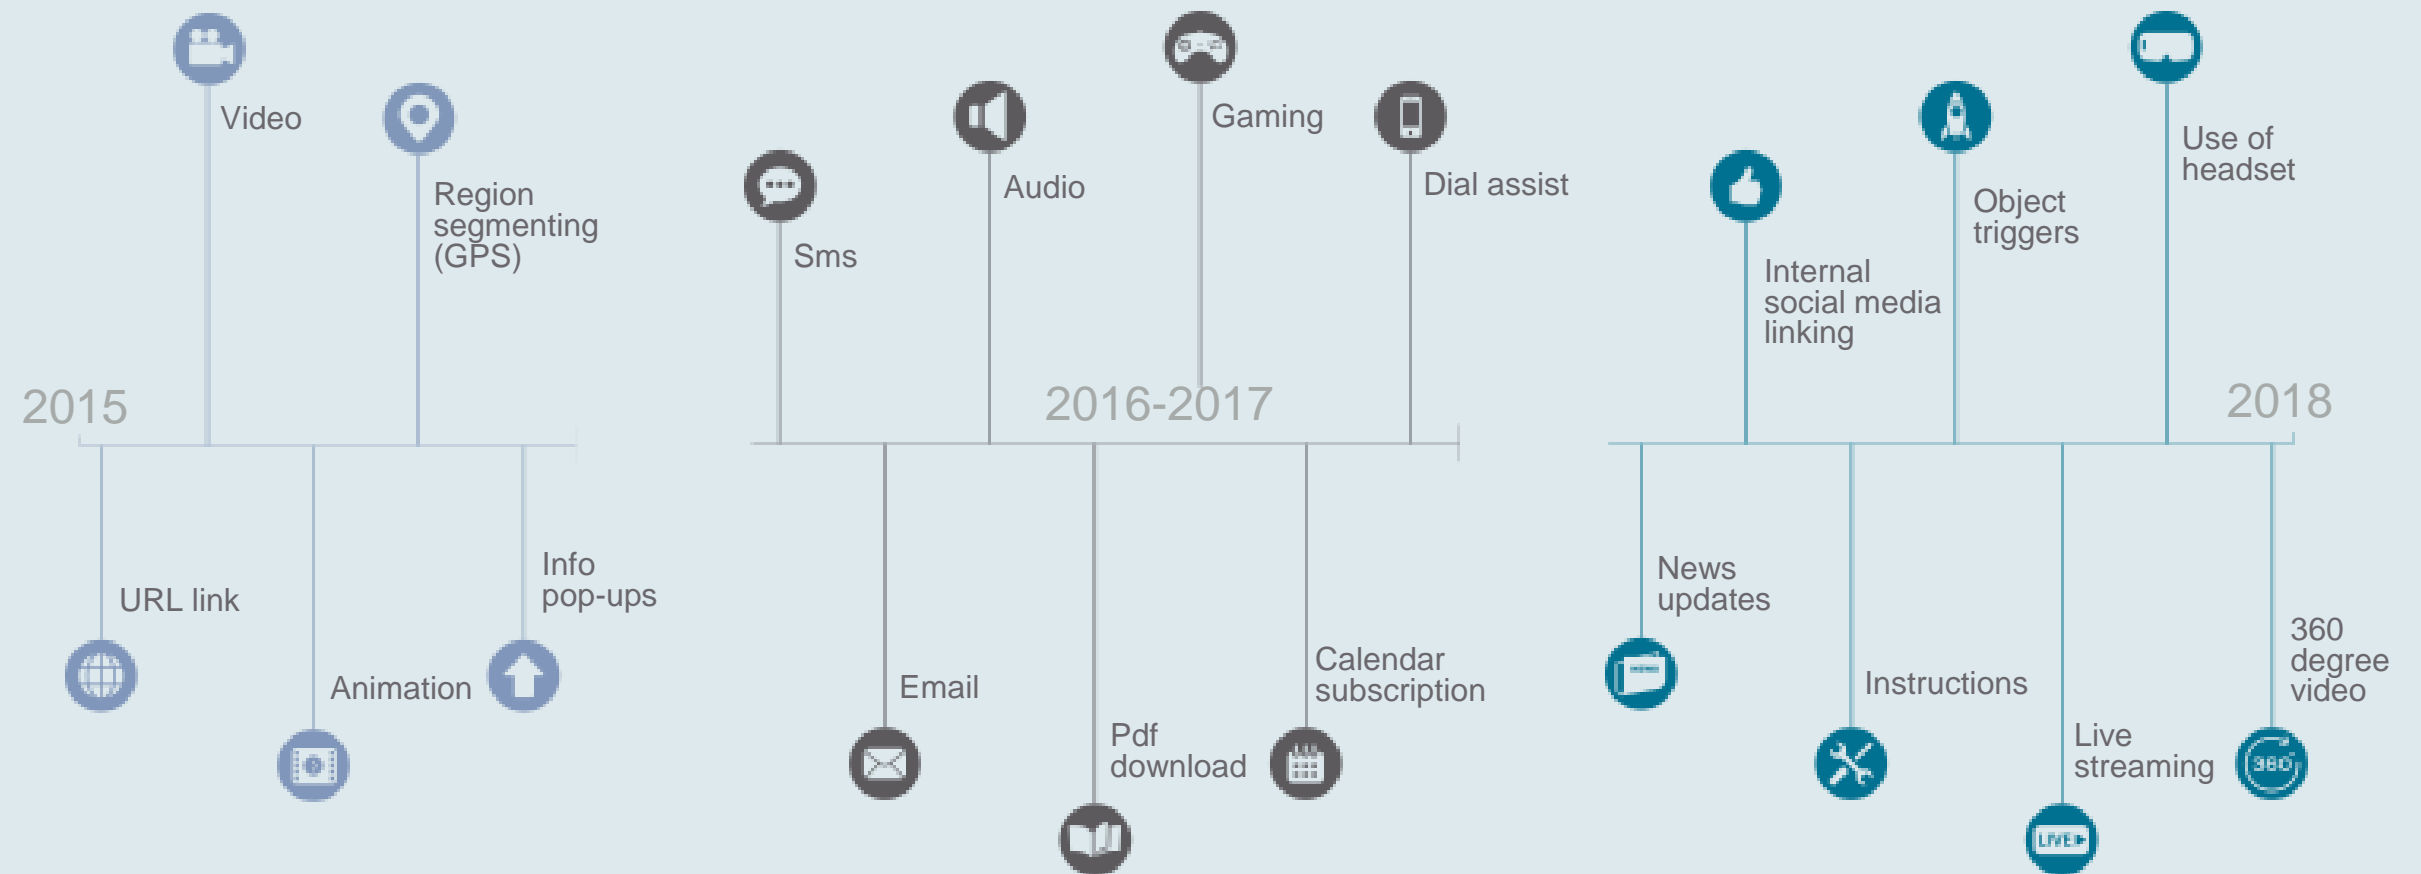 2015
Video
Region
segmenting
(GPS)
URL link
Animation
Info
pop-ups
2016-2017
Sms
Audio
Gaming
Dial assist
Email
Pdf
download
Calendar
subscription
2018
Internal
social media
linking
Object
triggers
Use of
headset
News
updates
Instructions
Live
streaming
LIVE
360
degree
video
360°